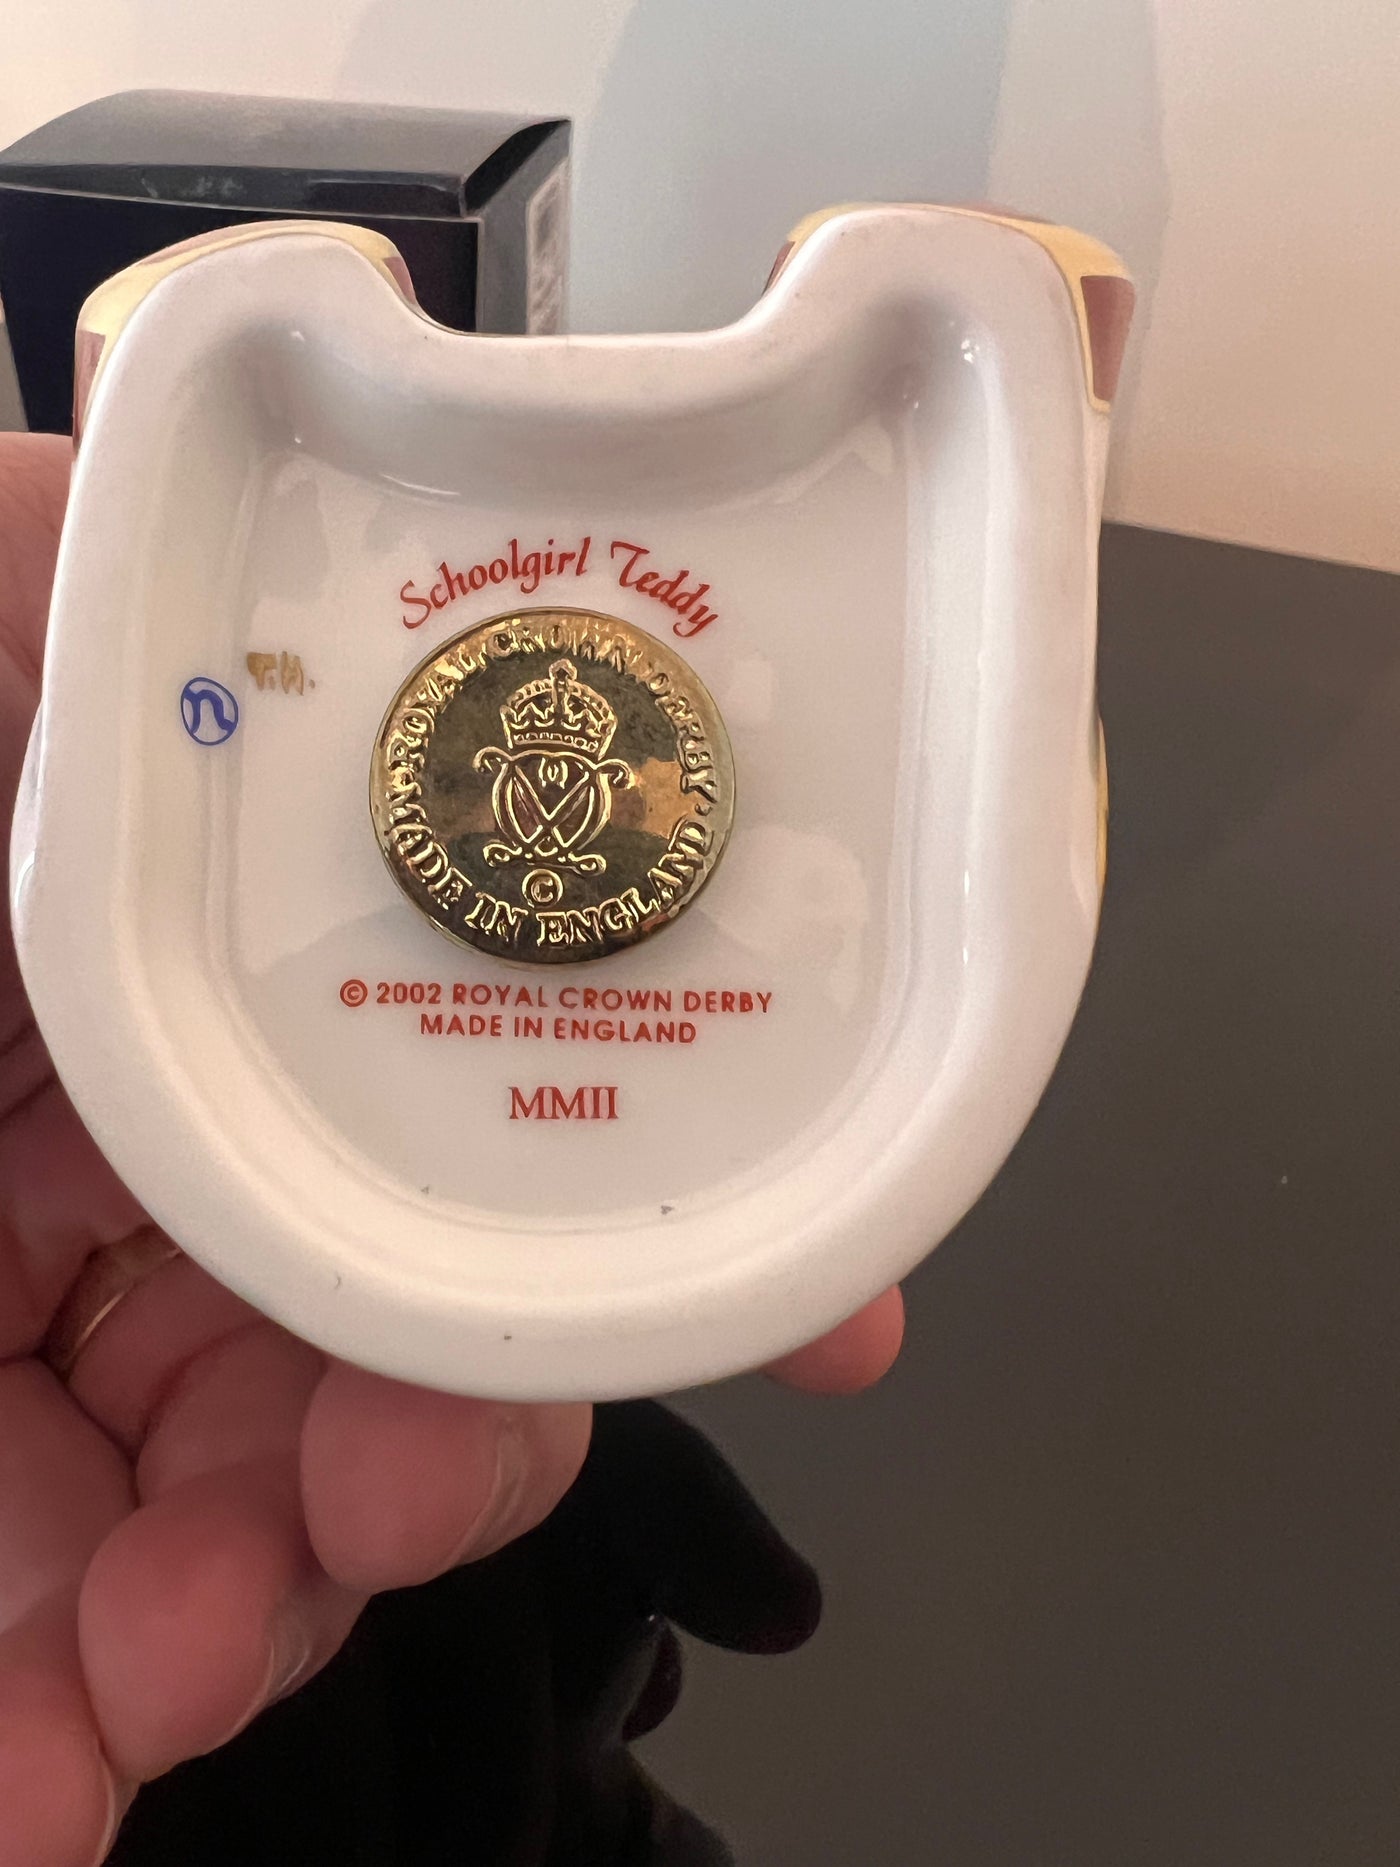 Schoolgirl Teddy
T.H.
n
ROYAL CROWN DERBY
MADE IN ENGLAND
©
© 2002 ROYAL CROWN DERBY
MADE IN ENGLAND
MMII